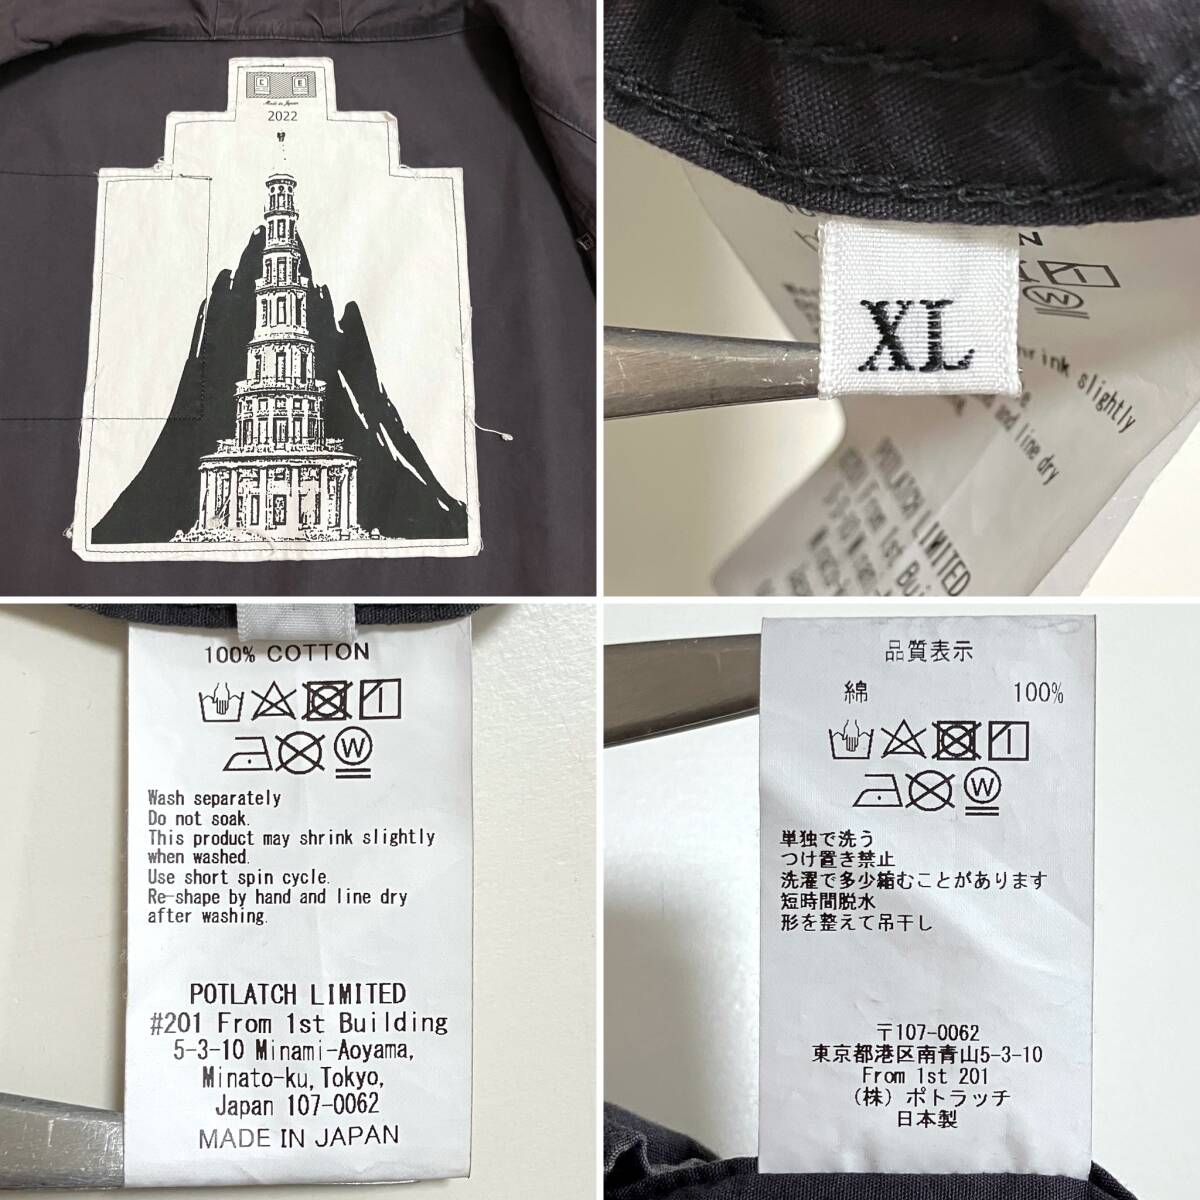 C E
Made in Japan
2022
XL
shrink slightly
and line dry
POTLATCH LIMITED
From 1st Bui
100% COTTON
W
Wash separately
Do not soak.
This product may shrink slightly
when washed.
Use short spin cycle.
Re-shape by hand and line dry
after washing.
POTLATCH LIMITED
#201 From 1st Building
5-3-10 Minami-Aoyama,
Minato-ku, Tokyo,
Japan 107-0062
MADE IN JAPAN
品質表示
綿 100%
W
単独で洗う
つけ置き禁止
洗濯で多少縮むことがあります
短時間脱水
形を整えて吊干し
〒107-0062
東京都港区南青山5-3-10
From 1st 201
(株) ポトラッチ
日本製